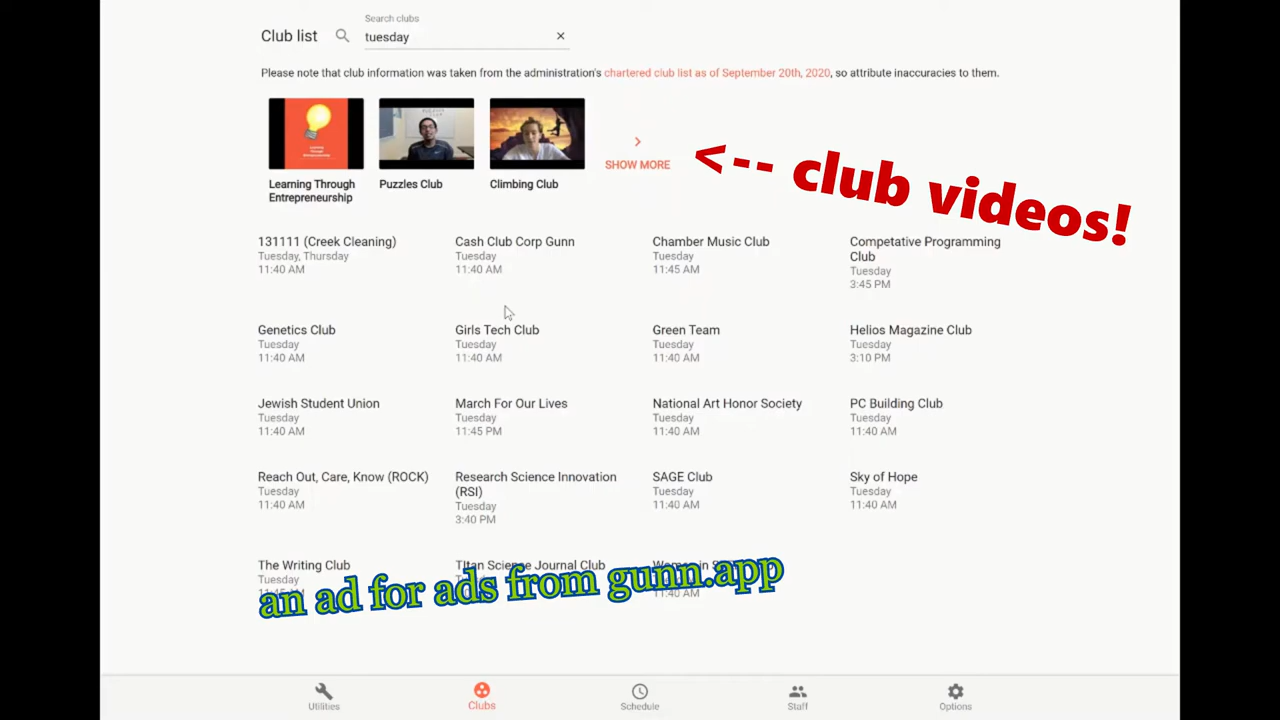 Search clubs
Club list
tuesday
Please note that club information was taken from the administration's chartered club list as of September 20th, 2020, so attribute inaccuracies to them.
Learning Through
Entrepreneurship
Puzzles Club
Climbing Club
SHOW MORE
<-- club videos!
131111 (Creek Cleaning)
Tuesday, Thursday
11:40 AM
Cash Club Corp Gunn
Tuesday
11:40 AM
Chamber Music Club
Tuesday
11:45 AM
Competative Programming
Club
Tuesday
3:45 PM
Genetics Club
Tuesday
11:40 AM
Girls Tech Club
Tuesday
11:40 AM
Green Team
Tuesday
11:40 AM
Helios Magazine Club
Tuesday
3:10 PM
Jewish Student Union
Tuesday
11:40 AM
March For Our Lives
Tuesday
11:45 PM
National Art Honor Society
Tuesday
11:40 AM
PC Building Club
Tuesday
11:40 AM
Reach Out, Care, Know (ROCK)
Tuesday
11:40 AM
Research Science Innovation
(RSI)
Tuesday
3:40 PM
SAGE Club
Tuesday
11:40 AM
Sky of Hope
Tuesday
11:40 AM
The Writing Club
Tuesday
TItan Science Journal Club
11:40 AM
an ad for ads from gunn.app
Utilities
Clubs
Schedule
Staff
Options